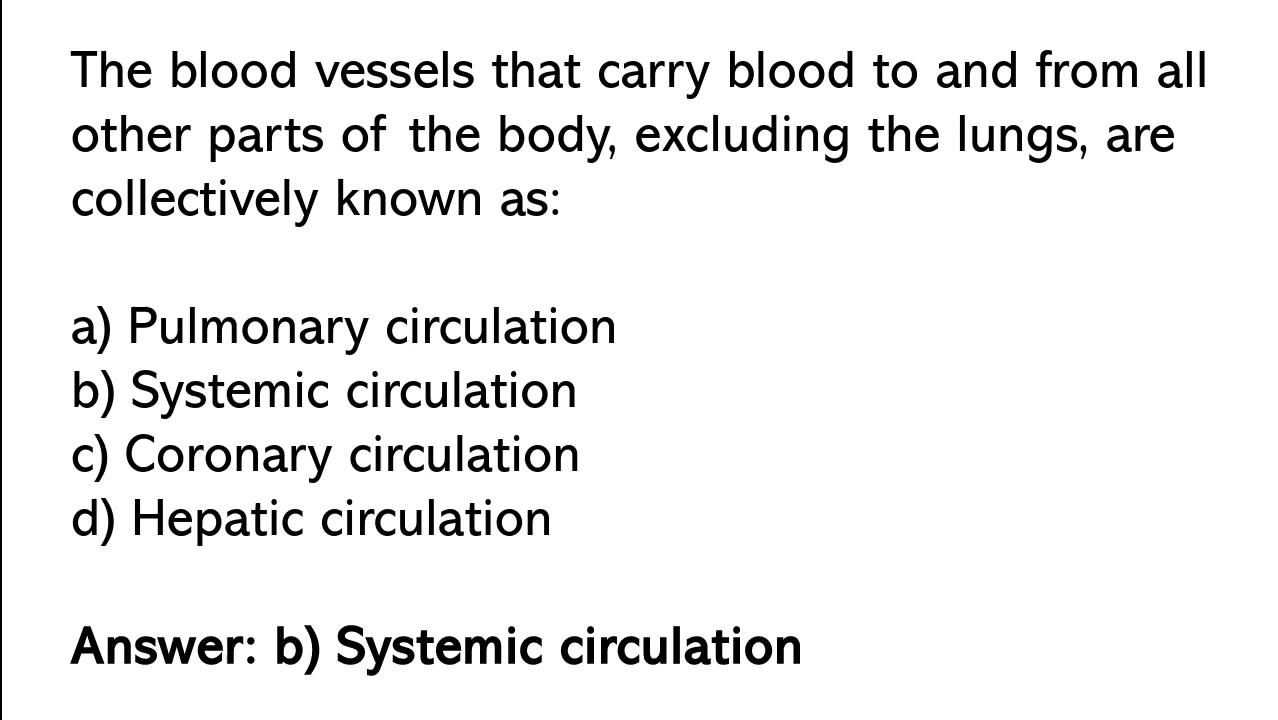 The blood vessels that carry blood to and from all
other parts of the body, excluding the lungs, are
collectively known as:
a) Pulmonary circulation
b) Systemic circulation
c) Coronary circulation
d) Hepatic circulation
Answer: b) Systemic circulation